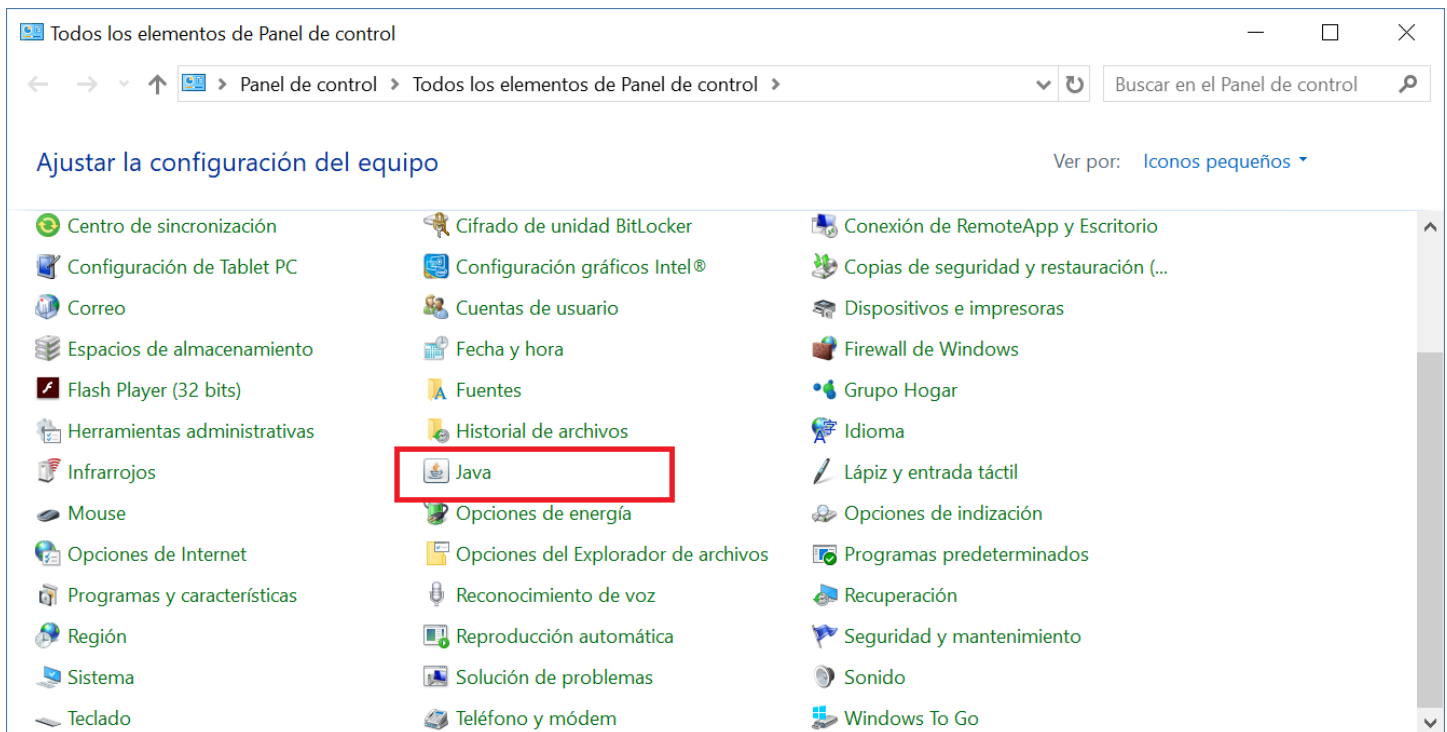 Todos los elementos de Panel de control
Panel de control > Todos los elementos de Panel de control >
Buscar en el Panel de control
Ajustar la configuración del equipo
Ver por: Iconos pequeños
Centro de sincronización
Cifrado de unidad BitLocker
Conexión de RemoteApp y Escritorio
Configuración de Tablet PC
Configuración gráficos Intel®
Copias de seguridad y restauración (...
Correo
Cuentas de usuario
Dispositivos e impresoras
Espacios de almacenamiento
Fecha y hora
Firewall de Windows
Flash Player (32 bits)
Fuentes
Grupo Hogar
Herramientas administrativas
Historial de archivos
Idioma
Infrarrojos
Java
Lápiz y entrada táctil
Mouse
Opciones de energía
Opciones de indización
Opciones de Internet
Opciones del Explorador de archivos
Programas predeterminados
Programas y características
Reconocimiento de voz
Recuperación
Región
Reproducción automática
Seguridad y mantenimiento
Sistema
Solución de problemas
Sonido
Teclado
Teléfono y módem
Windows To Go